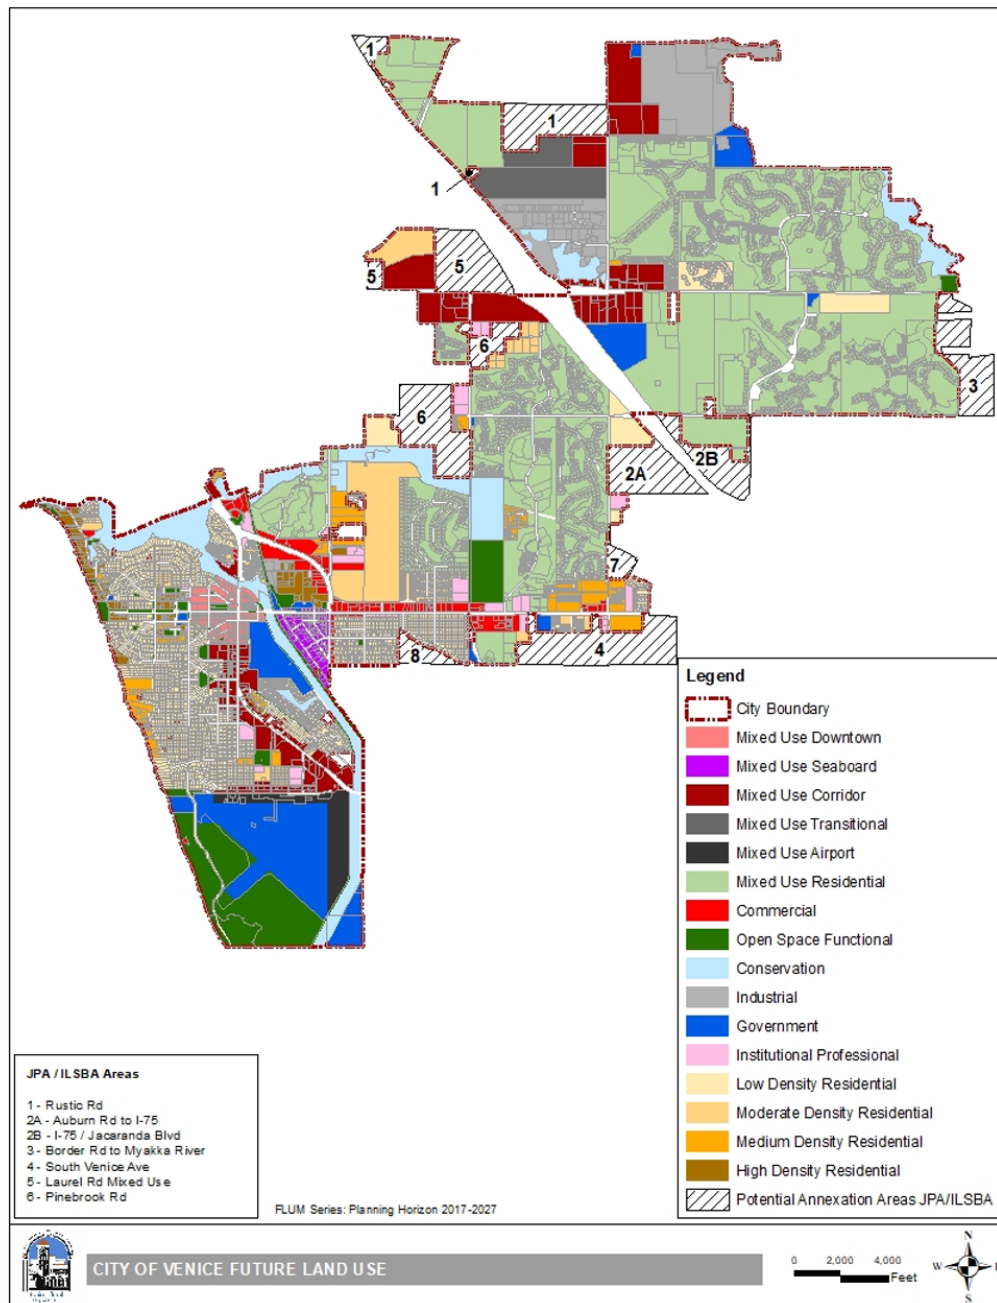 1
1
1
5
5
6
6
3
2B
2A
7
8
4
Legend
City Boundary
Mixed Use Downtown
Mixed Use Seaboard
Mixed Use Corridor
Mixed Use Transitional
Mixed Use Airport
Mixed Use Residential
Commercial
Open Space Functional
Conservation
Industrial
Government
Institutional Professional
Low Density Residential
Moderate Density Residential
Medium Density Residential
High Density Residential
Potential Annexation Areas JPA/ILSBA
JPA / ILSBA Areas
1 - Rustic Rd
2A - Auburn Rd to I-75
2B - I-75 / Jacaranda Blvd
3 - Border Rd to Myakka River
4 - South Venice Ave
5 - Laurel Rd Mixed Use
6 - Pinebrook Rd
FLUM Series: Planning Horizon 2017-2027
CITY OF VENICE FUTURE LAND USE
0 2,000 4,000
Feet
N
W
S